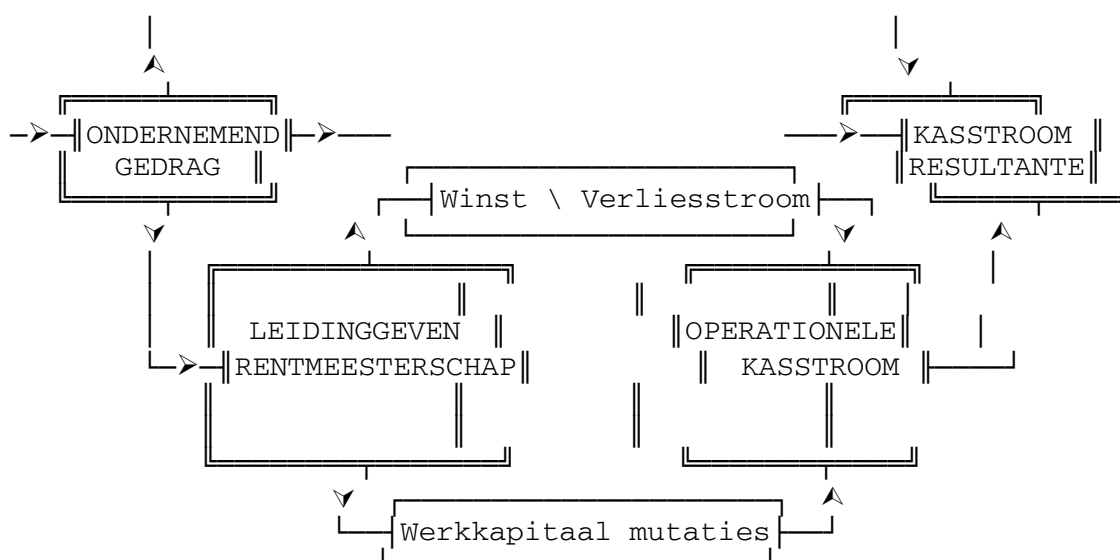 ONDERNEMEND
GEDRAG
KASSTROOM
RESULTANTE
Winst \ Verliesstroom
LEIDINGGEVEN
RENTMEESTERSCHAP
OPERATIONELE
KASSTROOM
Werkkapitaal mutaties